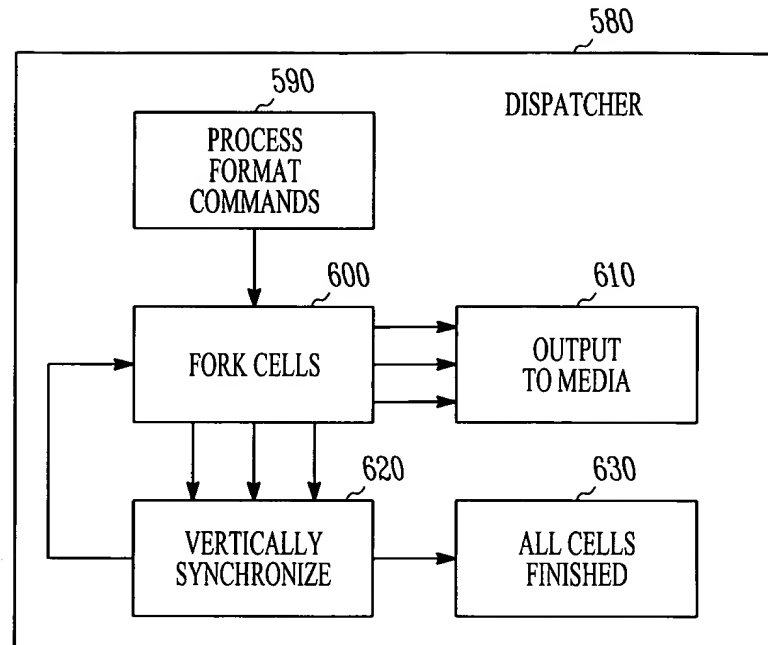 580
DISPATCHER
590
PROCESS
FORMAT
COMMANDS
600
FORK CELLS
610
OUTPUT
TO MEDIA
620
VERTICALLY
SYNCHRONIZE
630
ALL CELLS
FINISHED